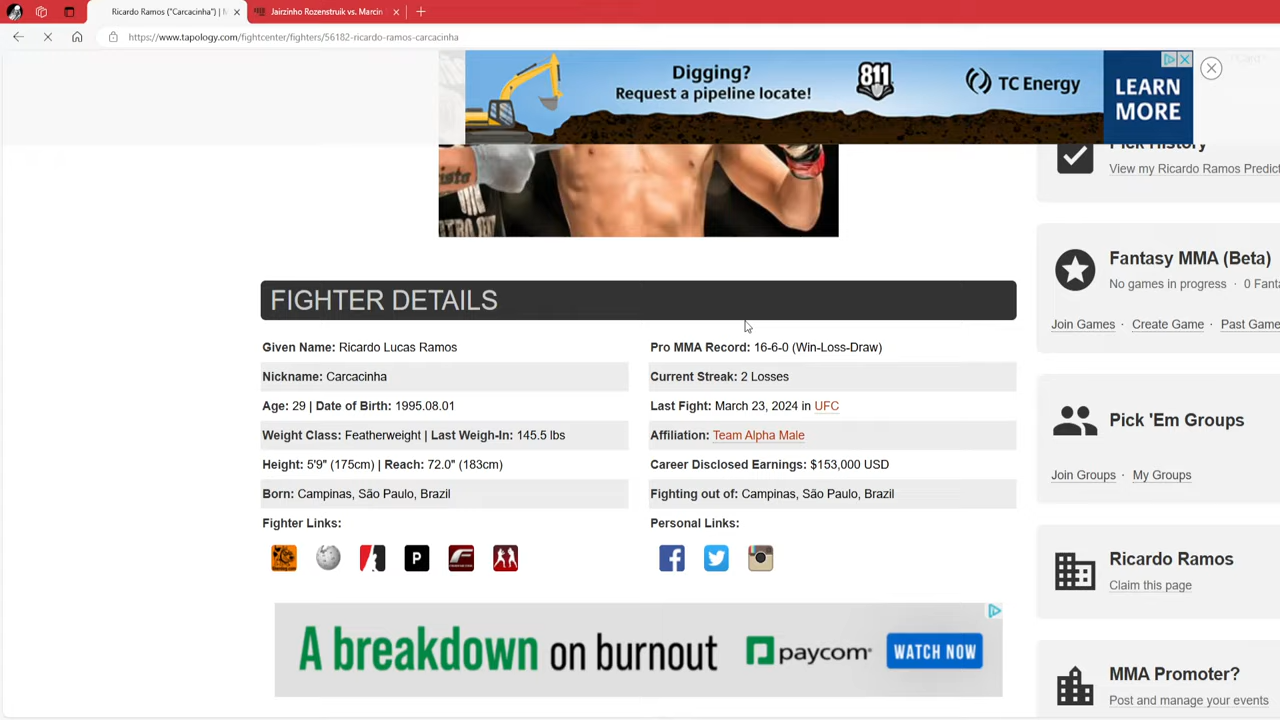 Ricardo Ramos ("Carcacinha") | M
Jairzinho Rozenstruik vs. Marcin
https://www.tapology.com/fightcenter/fighters/56182-ricardo-ramos-carcacinha
Digging?
Request a pipeline locate!
811
TC Energy
LEARN
MORE
Pick History
View my Ricardo Ramos Predic
Fantasy MMA (Beta)
No games in progress · 0 Fant
Join Games · Create Game · Past Game
FIGHTER DETAILS
Given Name: Ricardo Lucas Ramos
Nickname: Carcacinha
Age: 29 | Date of Birth: 1995.08.01
Weight Class: Featherweight | Last Weigh-In: 145.5 lbs
Height: 5'9" (175cm) | Reach: 72.0" (183cm)
Born: Campinas, São Paulo, Brazil
Fighter Links:
P
Pro MMA Record: 16-6-0 (Win-Loss-Draw)
Current Streak: 2 Losses
Last Fight: March 23, 2024 in UFC
Affiliation: Team Alpha Male
Career Disclosed Earnings: $153,000 USD
Fighting out of: Campinas, São Paulo, Brazil
Personal Links:
Pick 'Em Groups
Join Groups · My Groups
Ricardo Ramos
Claim this page
MMA Promoter?
Post and manage your events
A breakdown on burnout
paycom
WATCH NOW